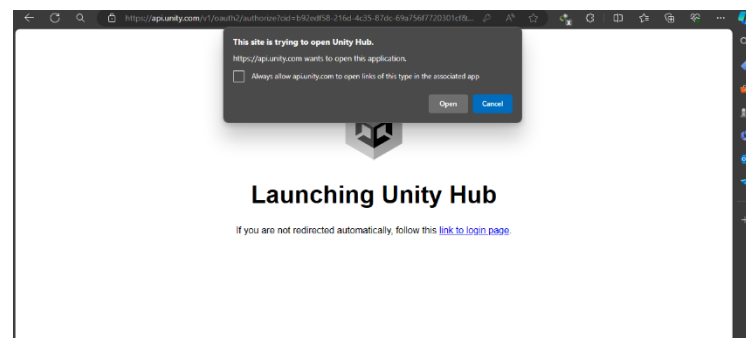 https://api.unity.com/v1/oauth2/authorize?cid=b92edf58-216d-4c35-87dc-69a756f7720301cf&...
This site is trying to open Unity Hub.
https://api.unity.com wants to open this application.
Always allow api.unity.com to open links of this type in the associated app
Open Cancel
Launching Unity Hub
If you are not redirected automatically, follow this link to login page.